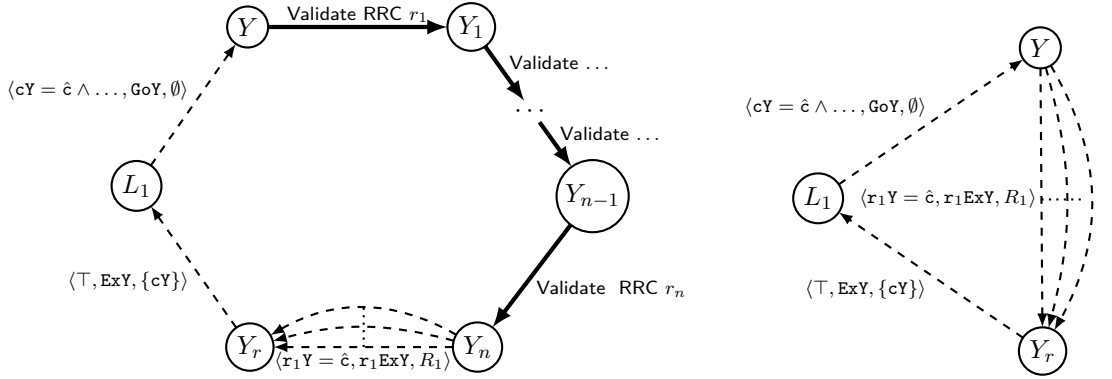 Y
Validate RRC r₁
Y₁
Validate …
…
Validate …
⟨cY = ĉ ∧ …, GoY, ∅⟩
L₁
Yₙ₋₁
⟨⊤, ExY, {cY}⟩
Validate RRC rₙ
Yᵣ
⟨r₁Y = ĉ, r₁ExY, R₁⟩
Yₙ
Y
⟨cY = ĉ ∧ …, GoY, ∅⟩
L₁
⟨r₁Y = ĉ, r₁ExY, R₁⟩
⟨⊤, ExY, {cY}⟩
Yᵣ